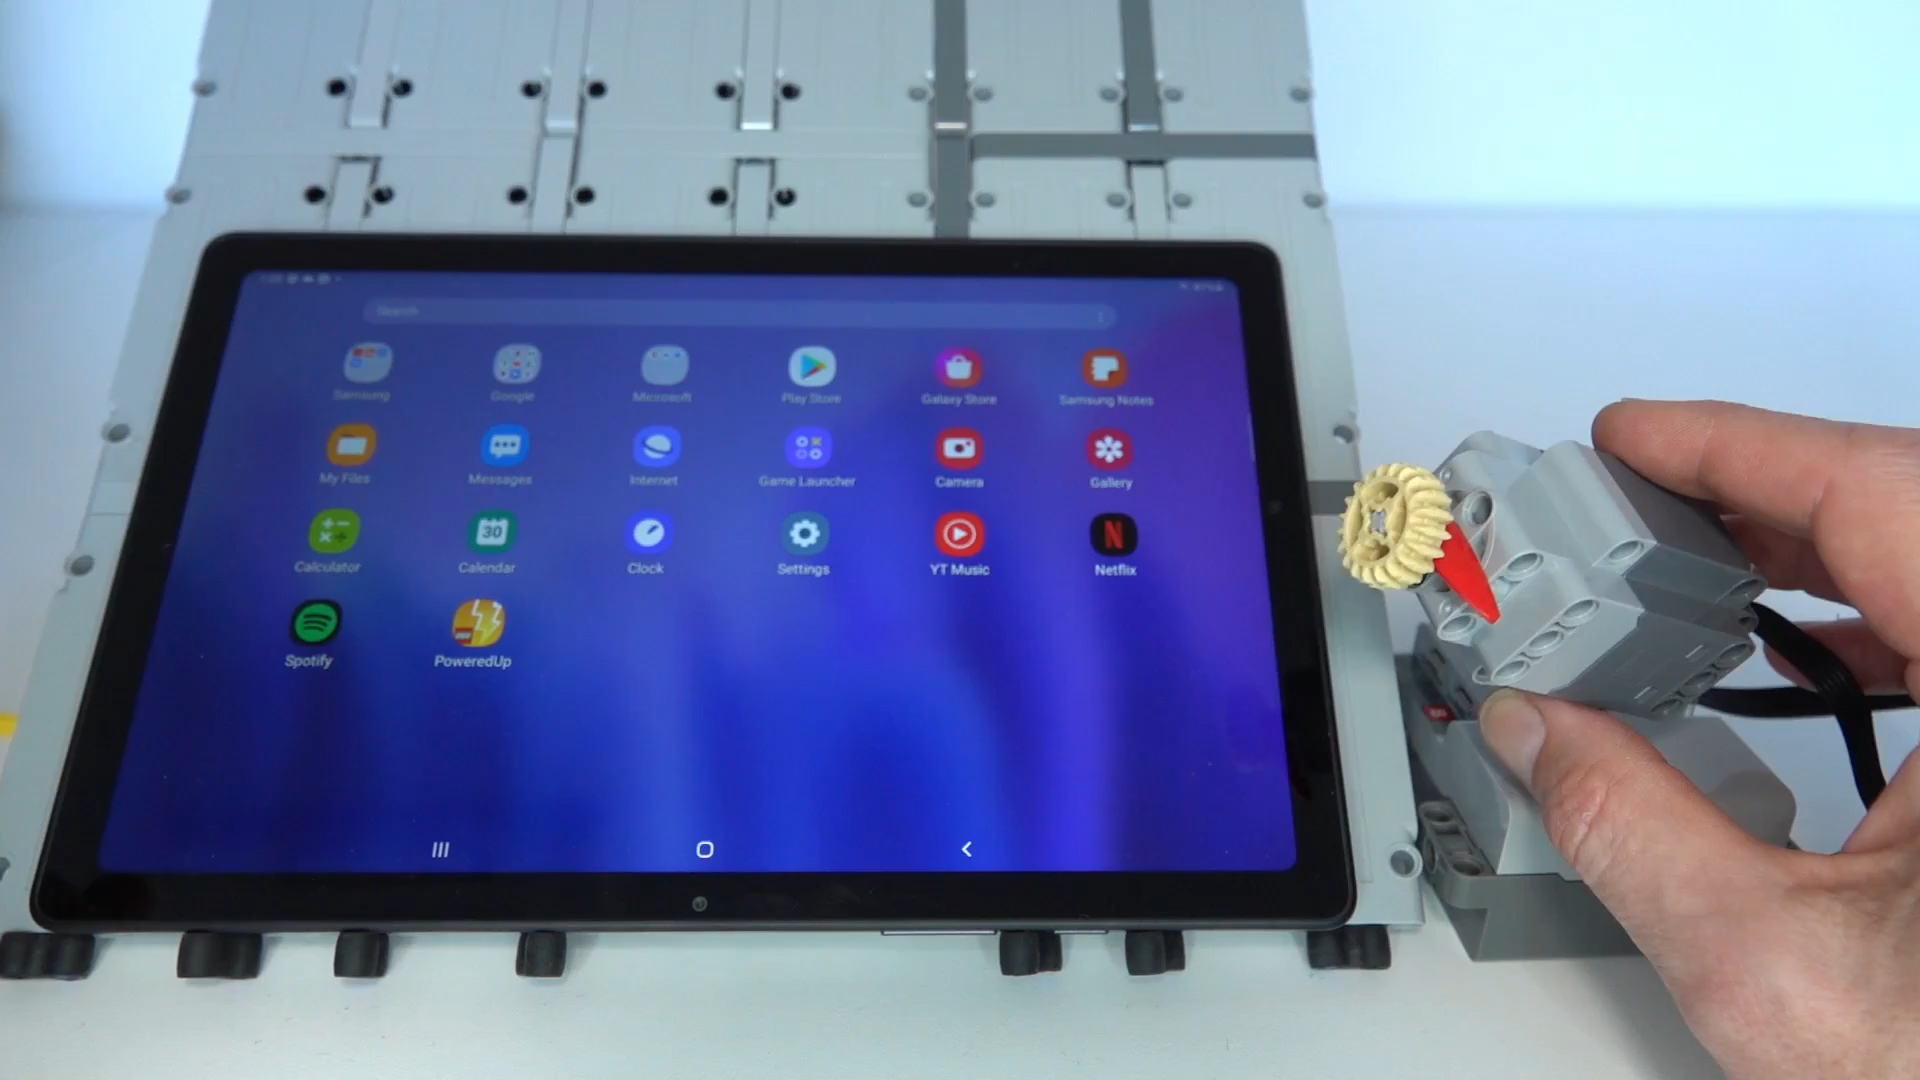 Search
Samsung Google Microsoft Play Store Galaxy Store Samsung Notes
My Files Messages Internet Game Launcher Camera Gallery
30
Calculator Calendar Clock Settings YT Music Netflix
N
Spotify PoweredUp